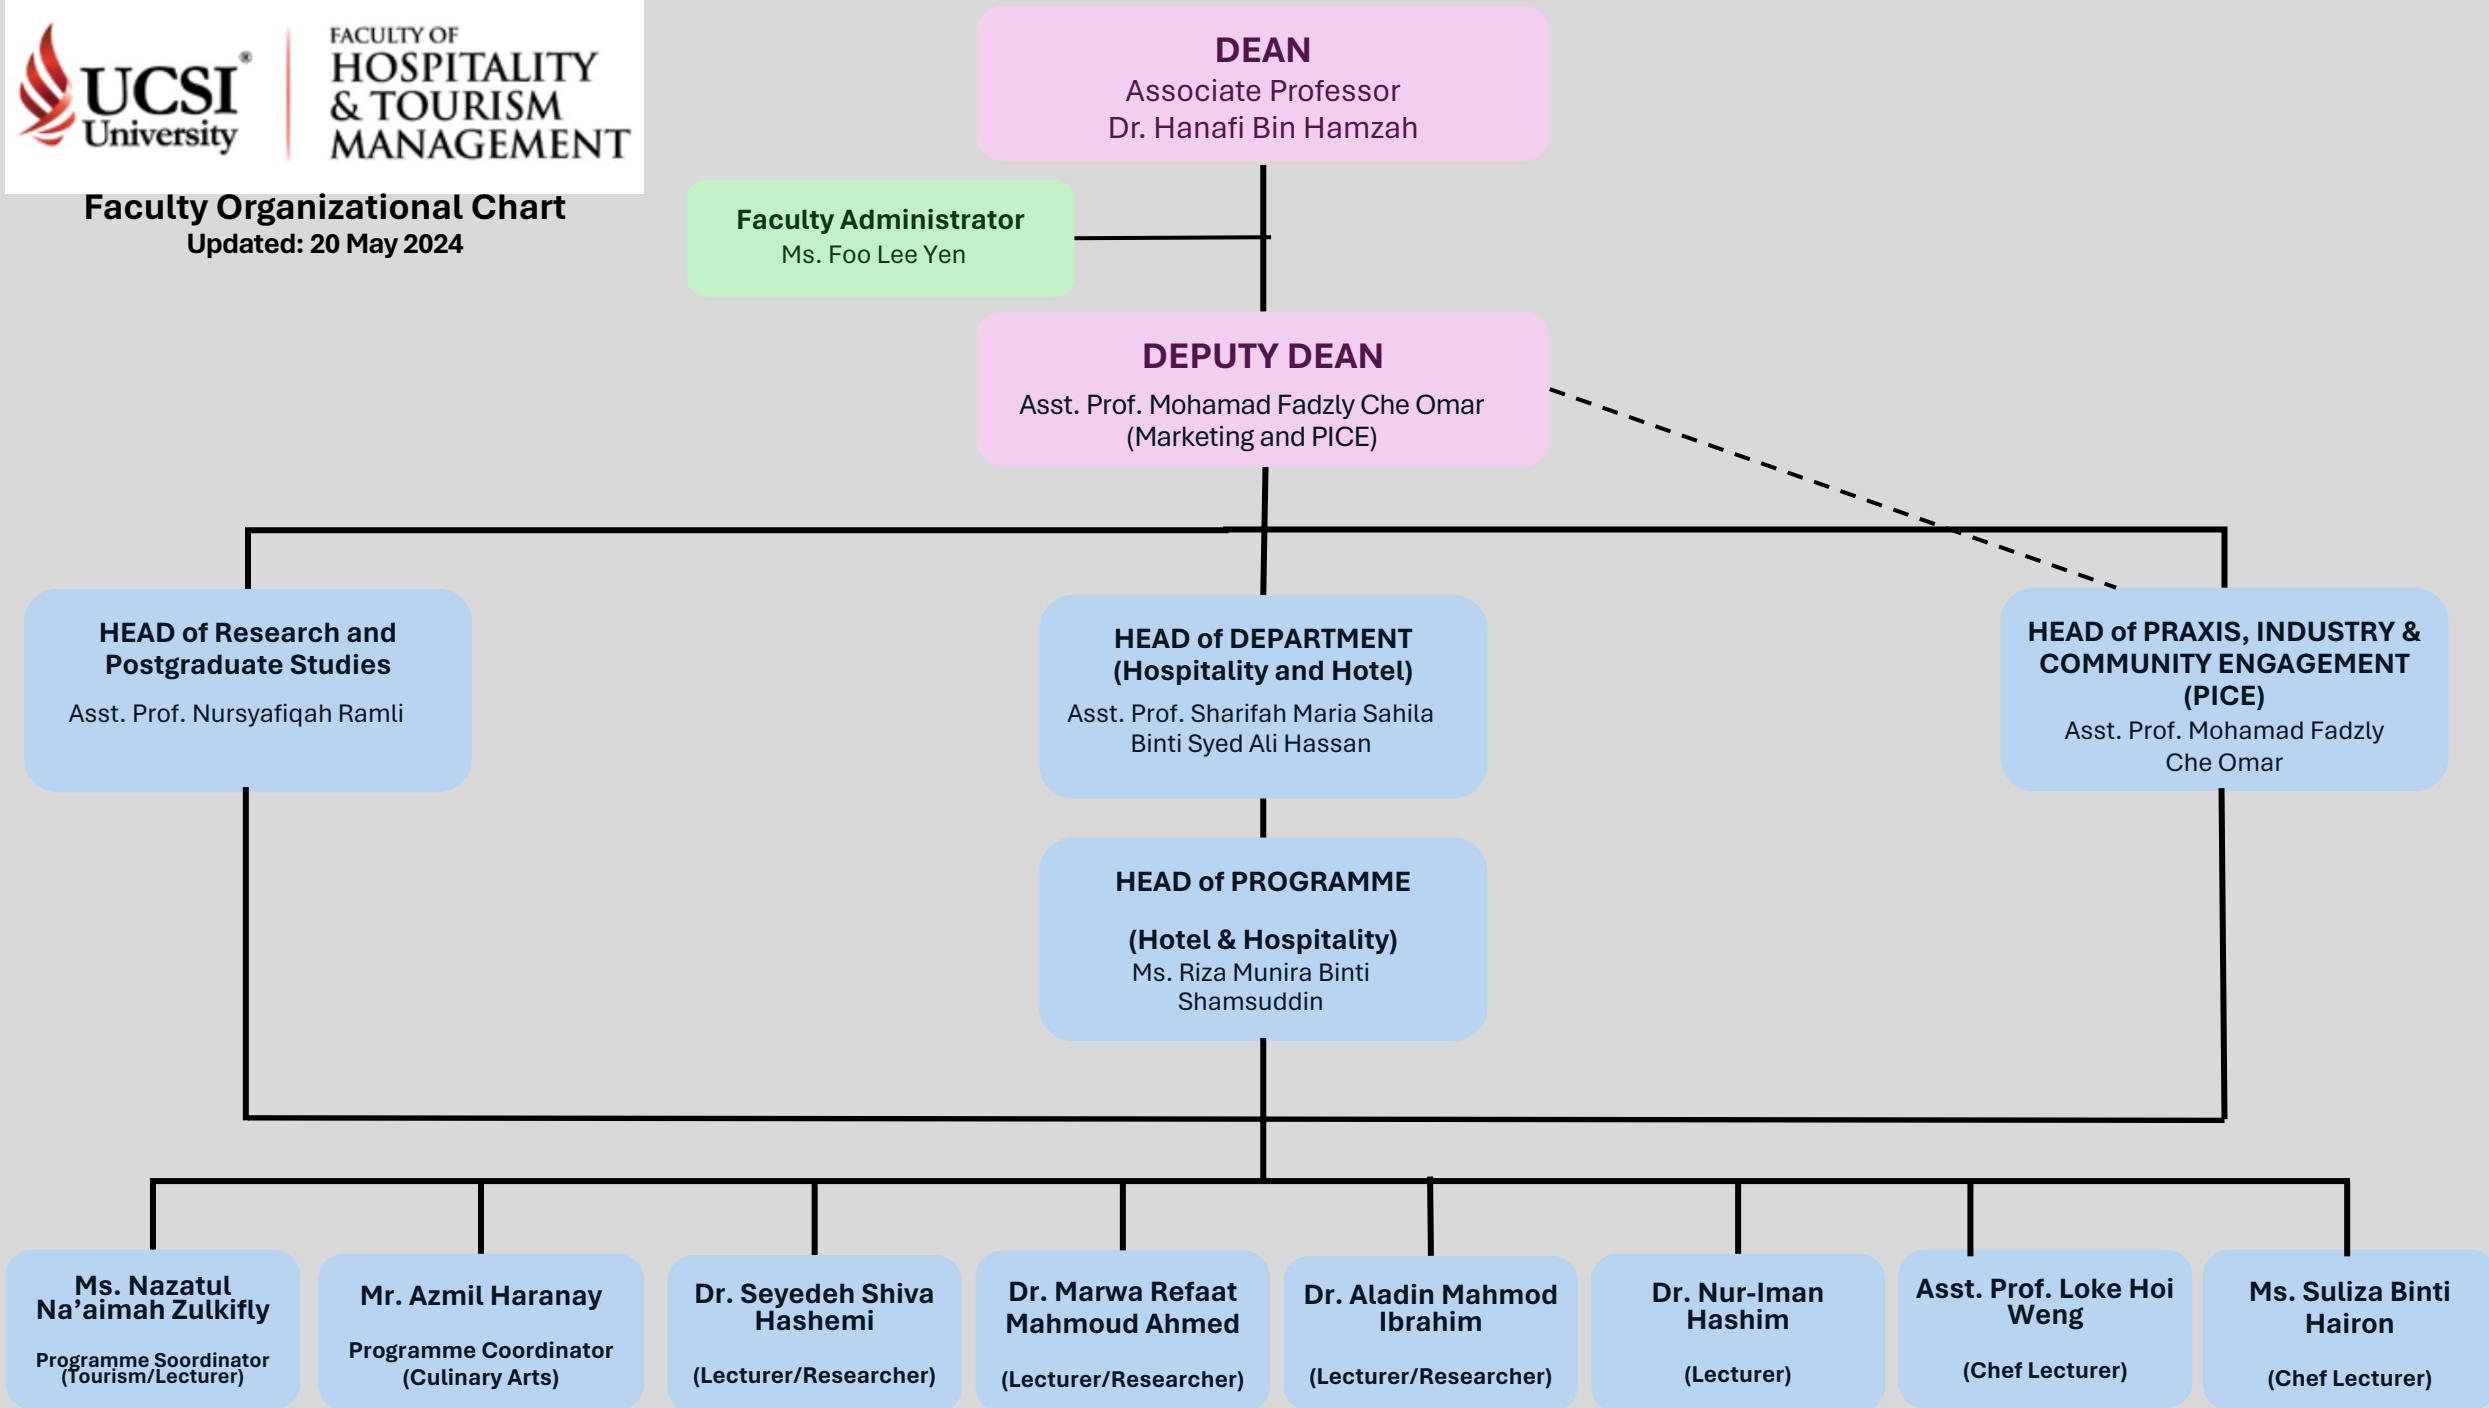 UCSI
®
University
FACULTY OF
HOSPITALITY
& TOURISM
MANAGEMENT
Faculty Organizational Chart
Updated: 20 May 2024
DEAN
Associate Professor
Dr. Hanafi Bin Hamzah
Faculty Administrator
Ms. Foo Lee Yen
DEPUTY DEAN
Asst. Prof. Mohamad Fadzly Che Omar
(Marketing and PICE)
HEAD of Research and
Postgraduate Studies
Asst. Prof. Nursyafiqah Ramli
HEAD of DEPARTMENT
(Hospitality and Hotel)
Asst. Prof. Sharifah Maria Sahila
Binti Syed Ali Hassan
HEAD of PRAXIS, INDUSTRY &
COMMUNITY ENGAGEMENT
(PICE)
Asst. Prof. Mohamad Fadzly
Che Omar
HEAD of PROGRAMME
(Hotel & Hospitality)
Ms. Riza Munira Binti
Shamsuddin
Ms. Nazatul
Na’aimah Zulkifly
Programme Soordinator
(Tourism/Lecturer)
Mr. Azmil Haranay
Programme Coordinator
(Culinary Arts)
Dr. Seyedeh Shiva
Hashemi
(Lecturer/Researcher)
Dr. Marwa Refaat
Mahmoud Ahmed
(Lecturer/Researcher)
Dr. Aladin Mahmod
Ibrahim
(Lecturer/Researcher)
Dr. Nur-Iman
Hashim
(Lecturer)
Asst. Prof. Loke Hoi
Weng
(Chef Lecturer)
Ms. Suliza Binti
Hairon
(Chef Lecturer)